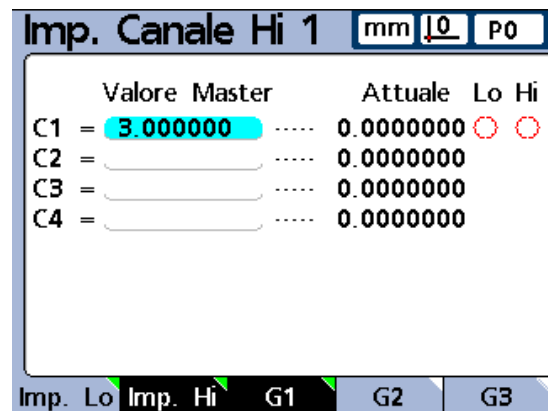 Imp. Canale Hi 1 mm 0 P0
Valore Master Attuale Lo Hi
C1 = 3.000000 ..... 0.0000000
C2 = ..... 0.0000000
C3 = ..... 0.0000000
C4 = ..... 0.0000000
Imp. Lo Imp. Hi G1 G2 G3